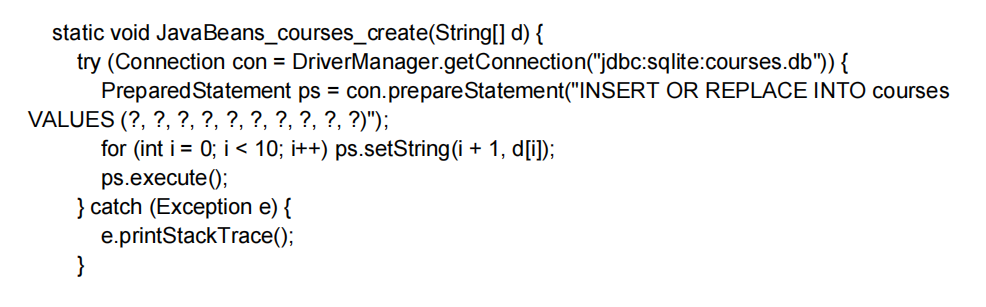 static void JavaBeans_courses_create(String[] d) {
try (Connection con = DriverManager.getConnection("jdbc:sqlite:courses.db")) {
PreparedStatement ps = con.prepareStatement("INSERT OR REPLACE INTO courses
VALUES (?, ?, ?, ?, ?, ?, ?, ?, ?, ?)");
for (int i = 0; i < 10; i++) ps.setString(i + 1, d[i]);
ps.execute();
} catch (Exception e) {
e.printStackTrace();
}